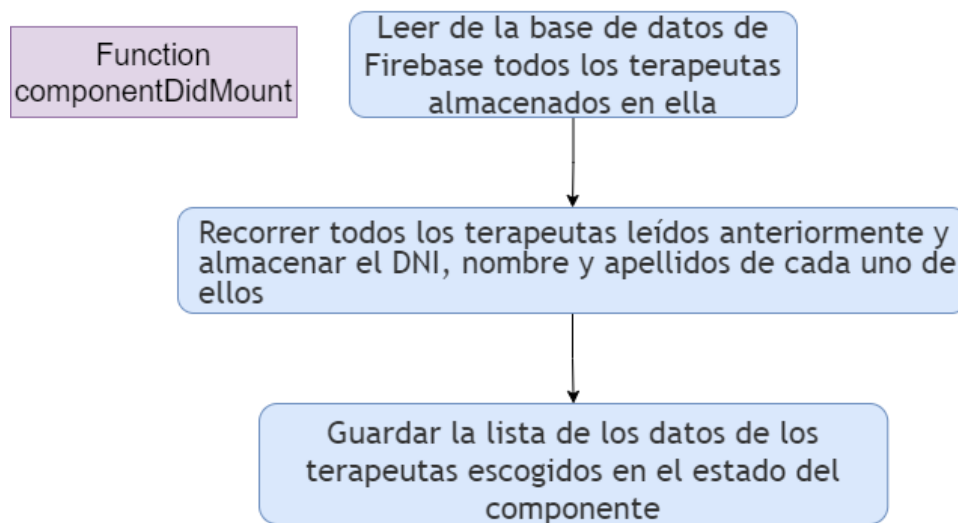 Function
componentDidMount
Leer de la base de datos de
Firebase todos los terapeutas
almacenados en ella
Recorrer todos los terapeutas leídos anteriormente y
almacenar el DNI, nombre y apellidos de cada uno de
ellos
Guardar la lista de los datos de los
terapeutas escogidos en el estado del
componente